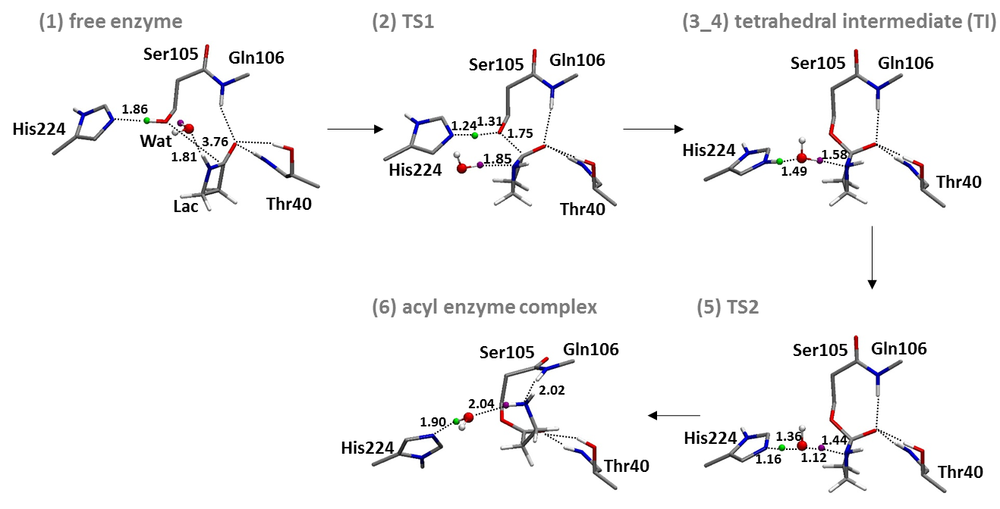 (1) free enzyme
Ser105
Gln106
1.86
His224
Wat
3.76
1.81
Lac
Thr40
(2) TS1
Ser105
Gln106
1.24
1.31
1.75
1.85
His224
Thr40
(3_4) tetrahedral intermediate (TI)
Ser105
Gln106
His224
1.58
1.49
Thr40
(6) acyl enzyme complex
Ser105
Gln106
2.02
2.04
1.90
His224
Thr40
(5) TS2
Ser105
Gln106
His224
1.36
1.44
1.16
1.12
Thr40